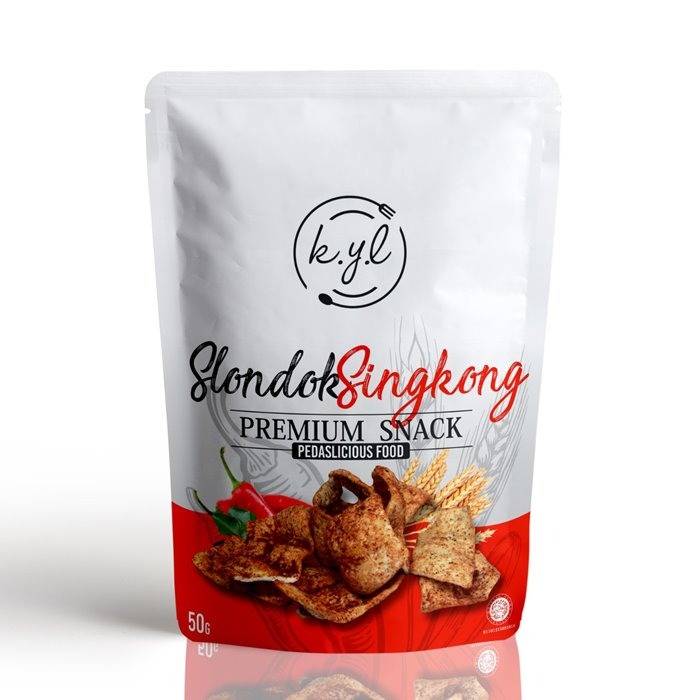 k.y.l
SlondokSingkong
PREMIUM SNACK
PEDASLICIOUS FOOD
50G